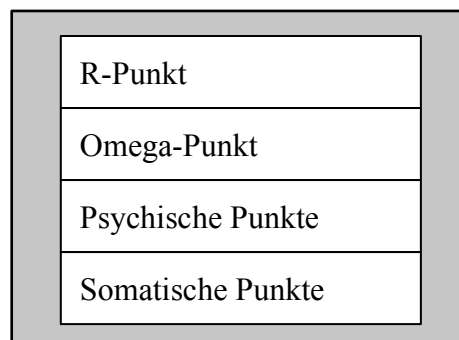 R-Punkt
Omega-Punkt
Psychische Punkte
Somatische Punkte